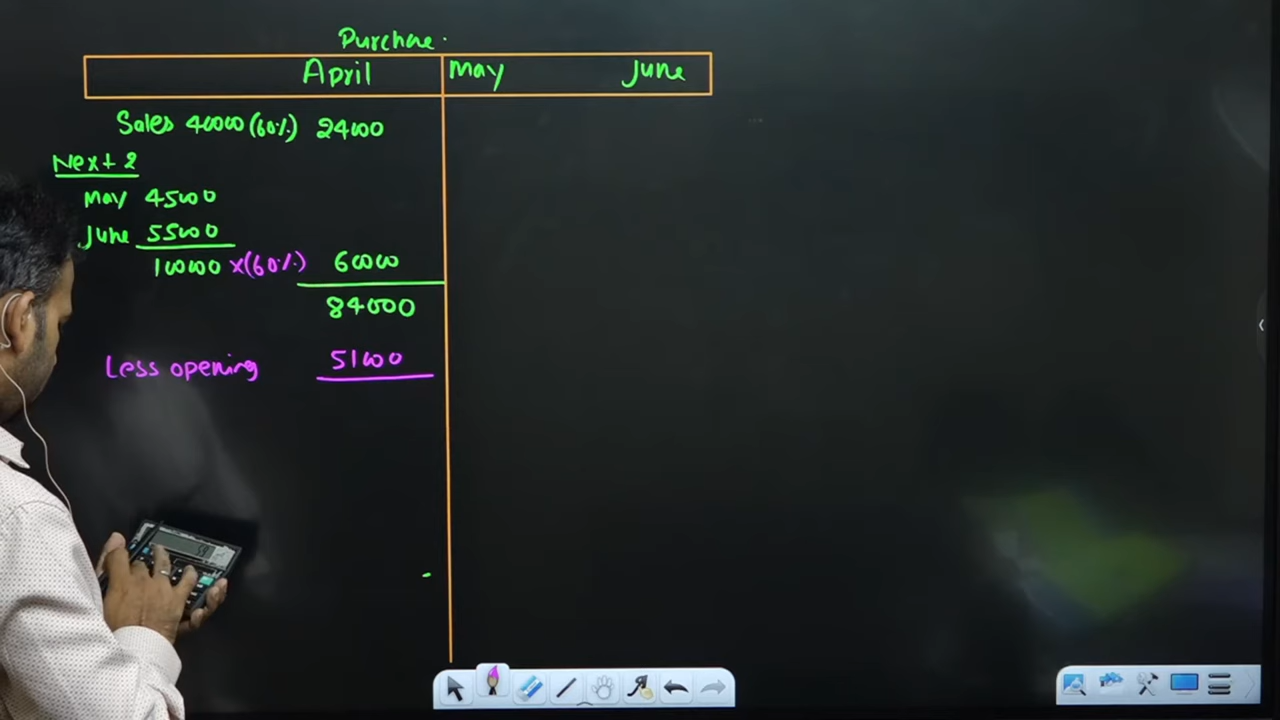 Purchase.
April May June
Sales 40000 (60%) 24000
Next 2
May 45000
June 55000
100000 x(60%) 60000
84000
Less opening 51000